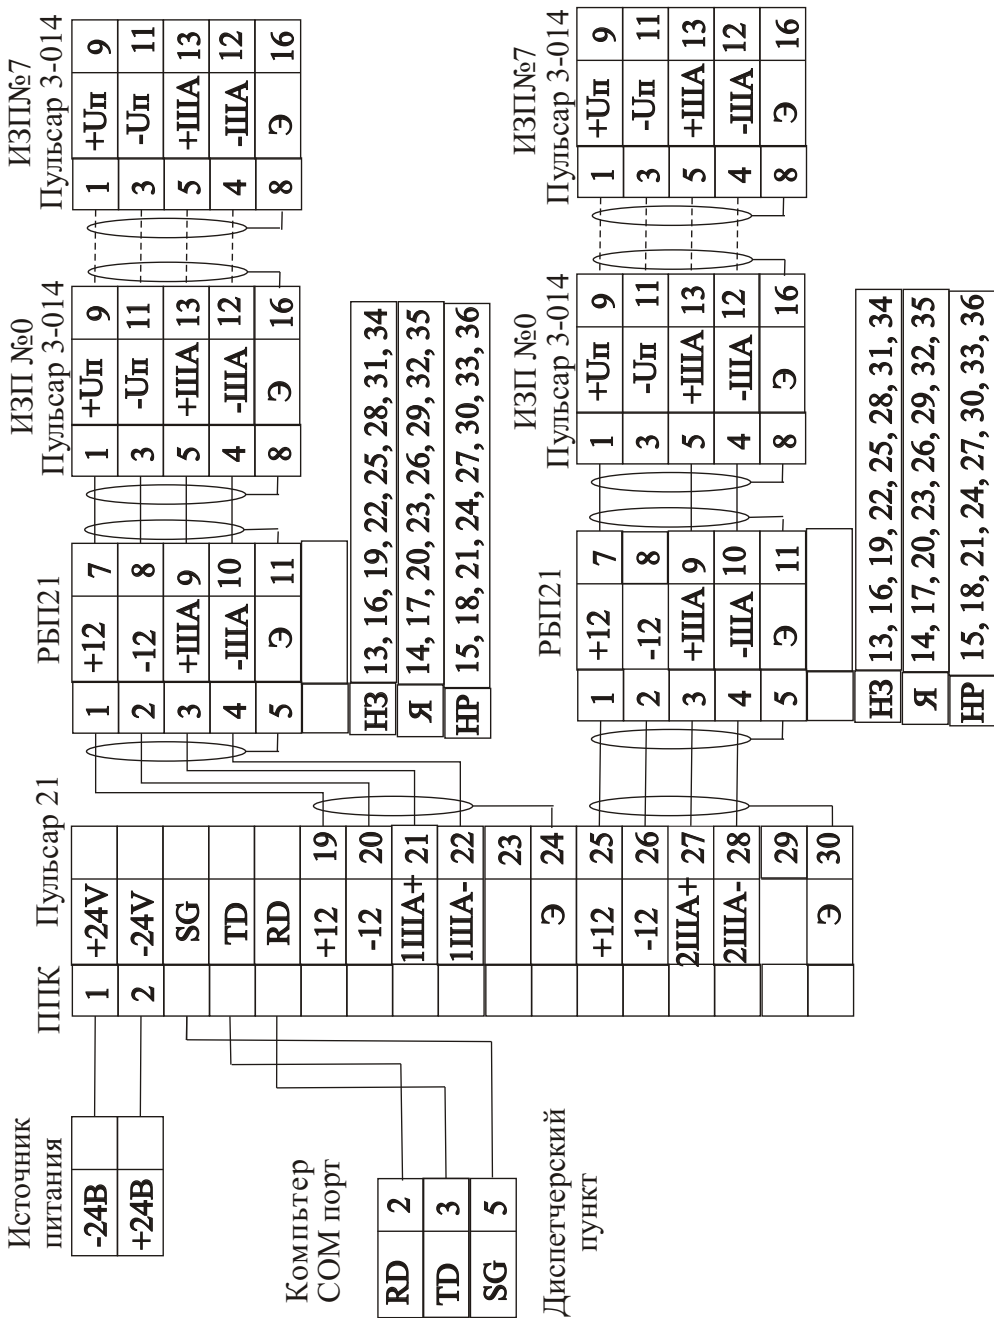 Источник
питания
-24В
+24В
Компьтер
СОМ порт
RD 2
TD 3
SG 5
Диспетчерский
пункт
ППК Пульсар 21
1 +24V
2 -24V
SG
TD
RD
+12 19
-12 20
1ША+ 21
1ША- 22
23
Э 24
+12 25
-12 26
2ША+ 27
2ША- 28
29
Э 30
РБП21
1 +12 7
2 -12 8
3 +ША 9
4 -ША 10
5 Э 11
НЗ 13, 16, 19, 22, 25, 28, 31, 34
Я 14, 17, 20, 23, 26, 29, 32, 35
НР 15, 18, 21, 24, 27, 30, 33, 36
ИЗП №0
Пульсар 3-014
1 +Uп 9
3 -Uп 11
5 +ША 13
4 -ША 12
8 Э 16
ИЗП№7
Пульсар 3-014
1 +Uп 9
3 -Uп 11
5 +ША 13
4 -ША 12
8 Э 16
РБП21
1 +12 7
2 -12 8
3 +ША 9
4 -ША 10
5 Э 11
НЗ 13, 16, 19, 22, 25, 28, 31, 34
Я 14, 17, 20, 23, 26, 29, 32, 35
НР 15, 18, 21, 24, 27, 30, 33, 36
ИЗП №0
Пульсар 3-014
1 +Uп 9
3 -Uп 11
5 +ША 13
4 -ША 12
8 Э 16
ИЗП№7
Пульсар 3-014
1 +Uп 9
3 -Uп 11
5 +ША 13
4 -ША 12
8 Э 16